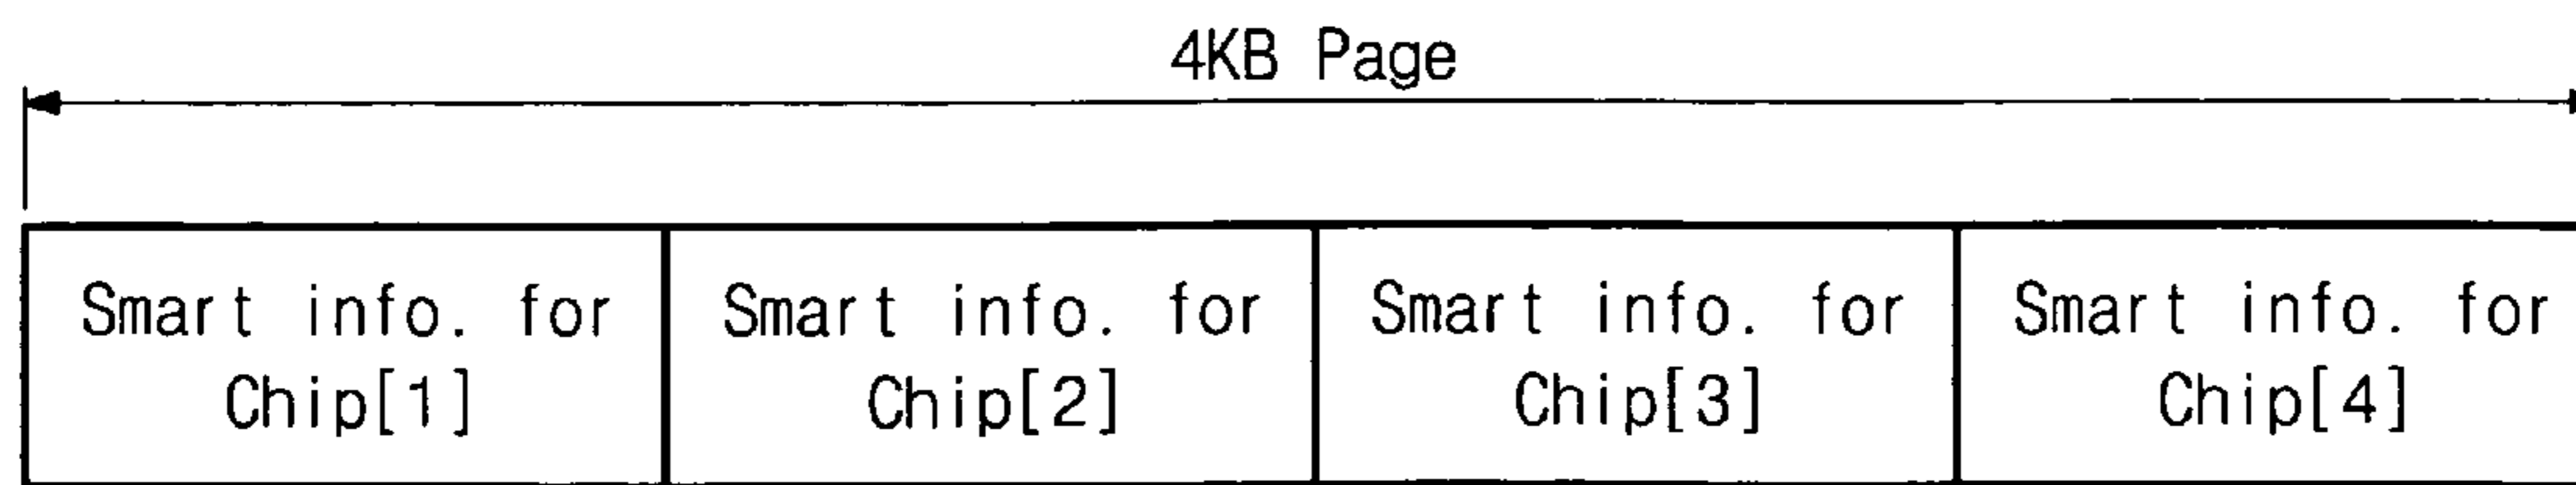 4KB Page
Smart info. for
Chip[1]
Smart info. for
Chip[2]
Smart info. for
Chip[3]
Smart info. for
Chip[4]